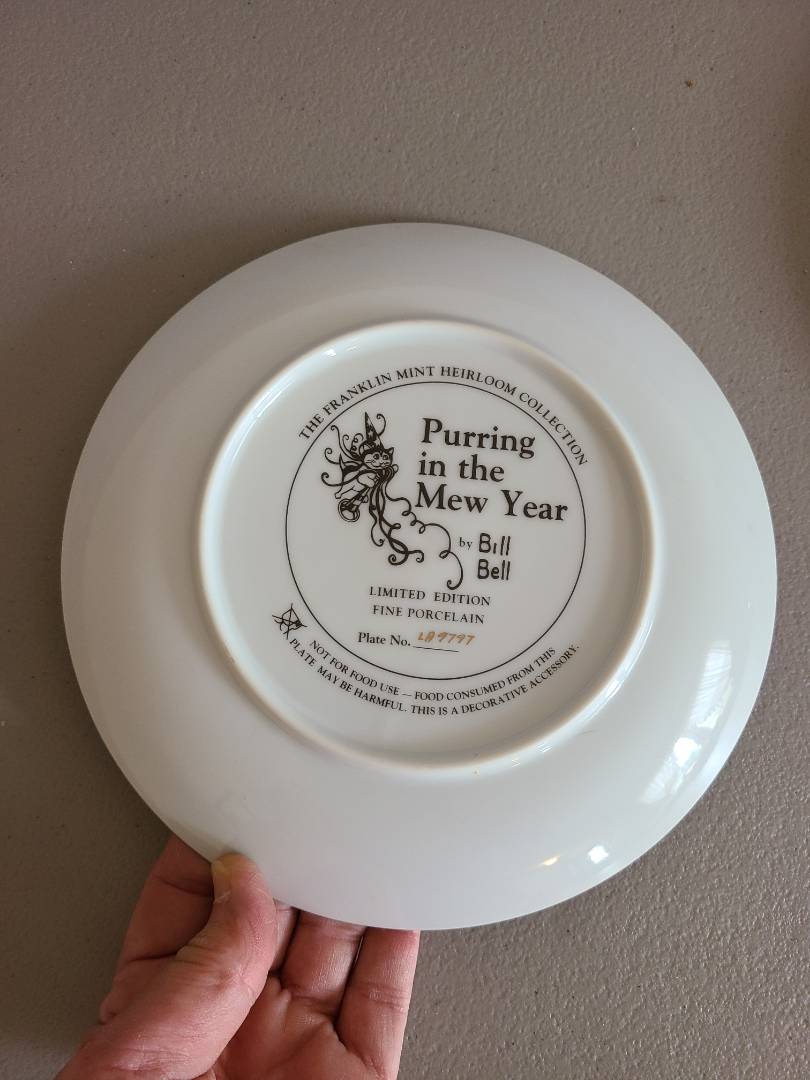 THE FRANKLIN MINT HEIRLOOM COLLECTION
Purring
in the
Mew Year
by Bill
Bell
LIMITED EDITION
FINE PORCELAIN
Plate No. LA9797
NOT FOR FOOD USE — FOOD CONSUMED FROM THIS
PLATE MAY BE HARMFUL. THIS IS A DECORATIVE ACCESSORY.